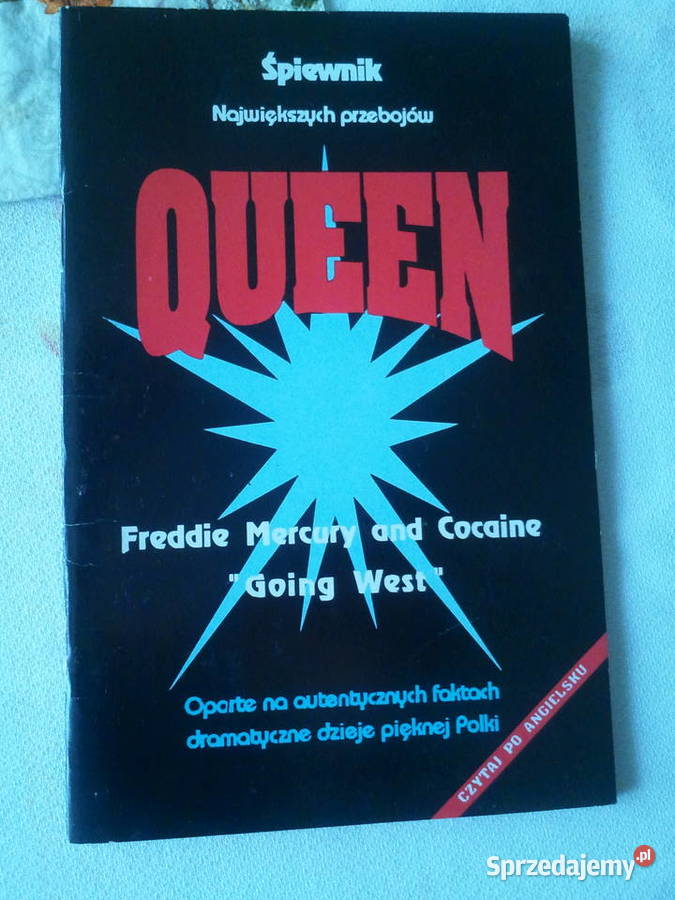 Śpiewnik
Największych przebojów
QUEEN
Freddie Mercury and Cocaine
"Going West"
Oparte na autentycznych faktach
dramatyczne dzieje pięknej Polki
CZYTAJ PO ANGIELSKU
Sprzedajemy.pl